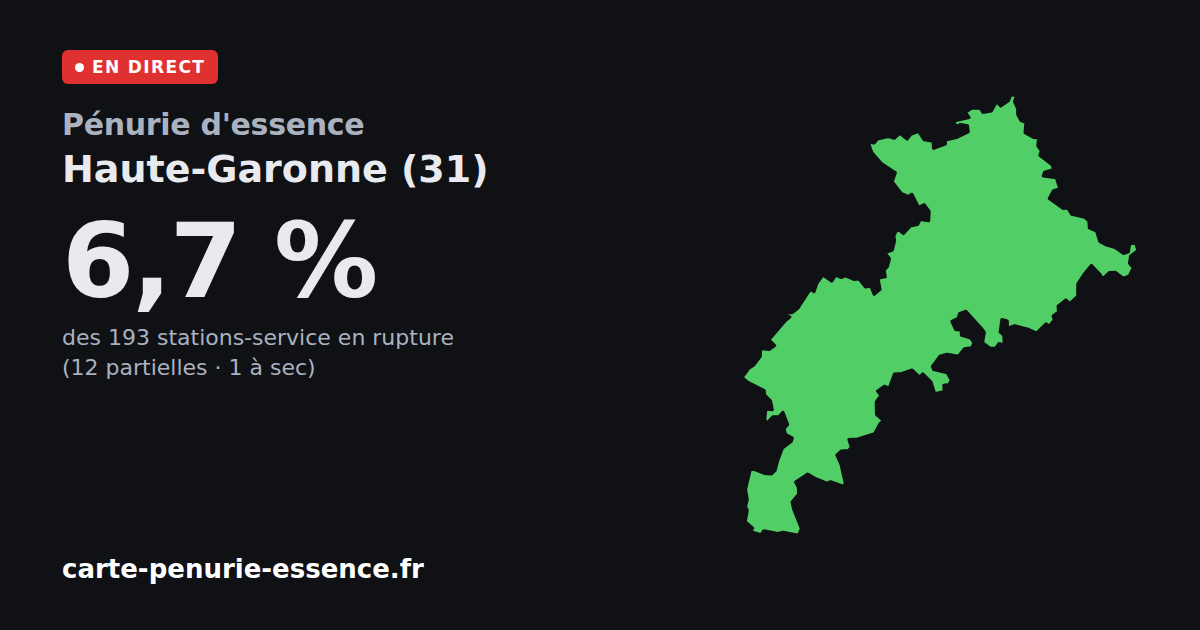 EN DIRECT
Pénurie d'essence
Haute-Garonne (31)
6,7 %
des 193 stations-service en rupture
(12 partielles · 1 à sec)
carte-penurie-essence.fr